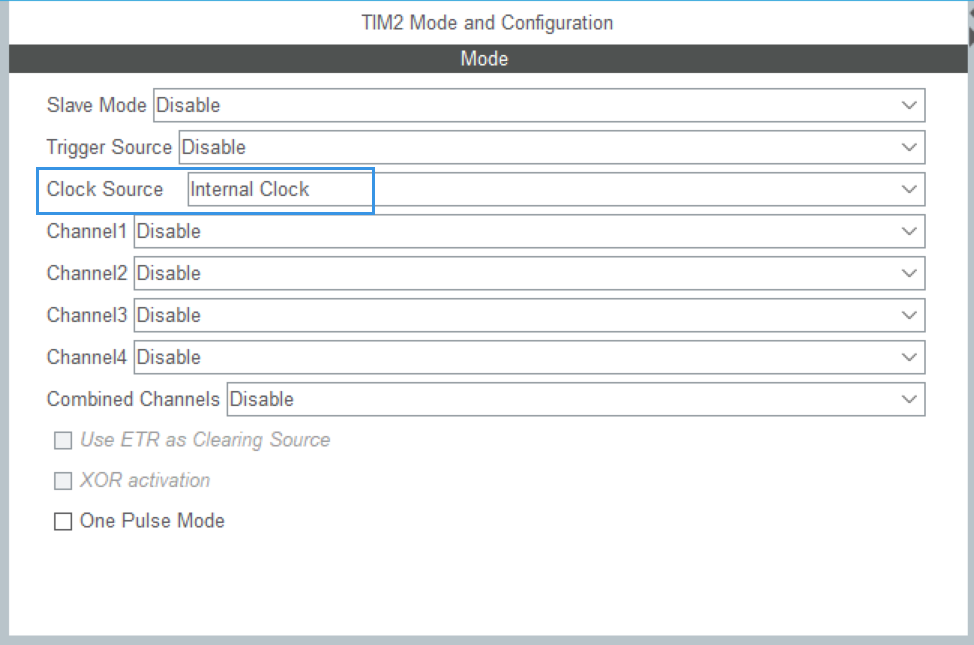 TIM2 Mode and Configuration
Mode
Slave Mode Disable
Trigger Source Disable
Clock Source Internal Clock
Channel1 Disable
Channel2 Disable
Channel3 Disable
Channel4 Disable
Combined Channels Disable
Use ETR as Clearing Source
XOR activation
One Pulse Mode